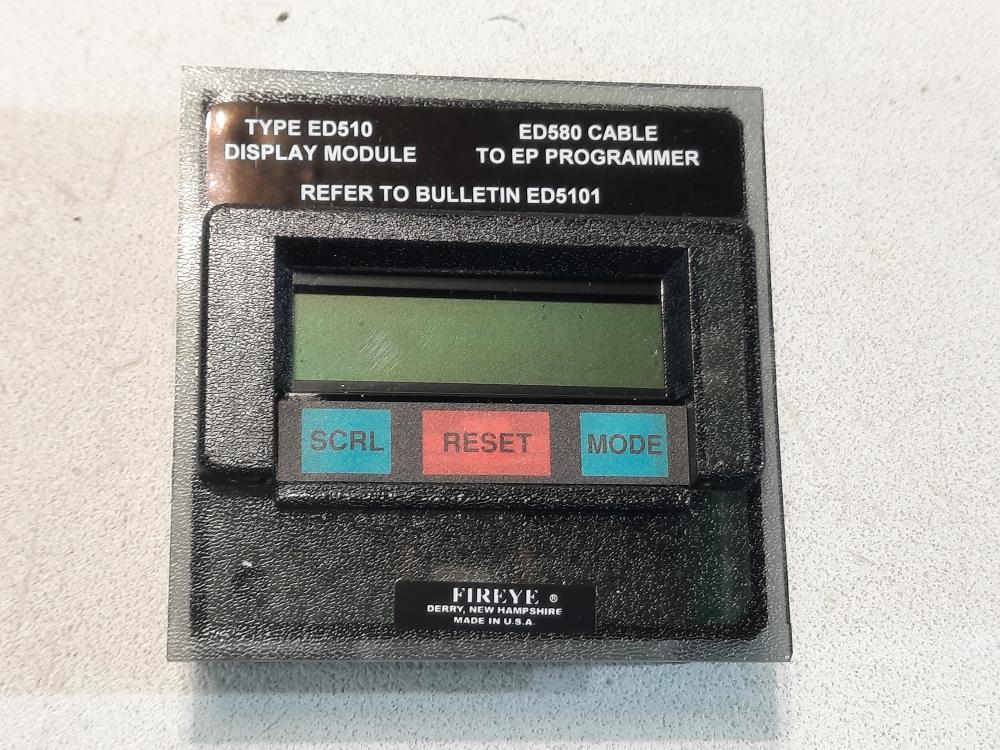 TYPE ED510
DISPLAY MODULE
ED580 CABLE
TO EP PROGRAMMER
REFER TO BULLETIN ED5101
SCRL
RESET
MODE
FIREYE ®
DERRY, NEW HAMPSHIRE
MADE IN U.S.A.